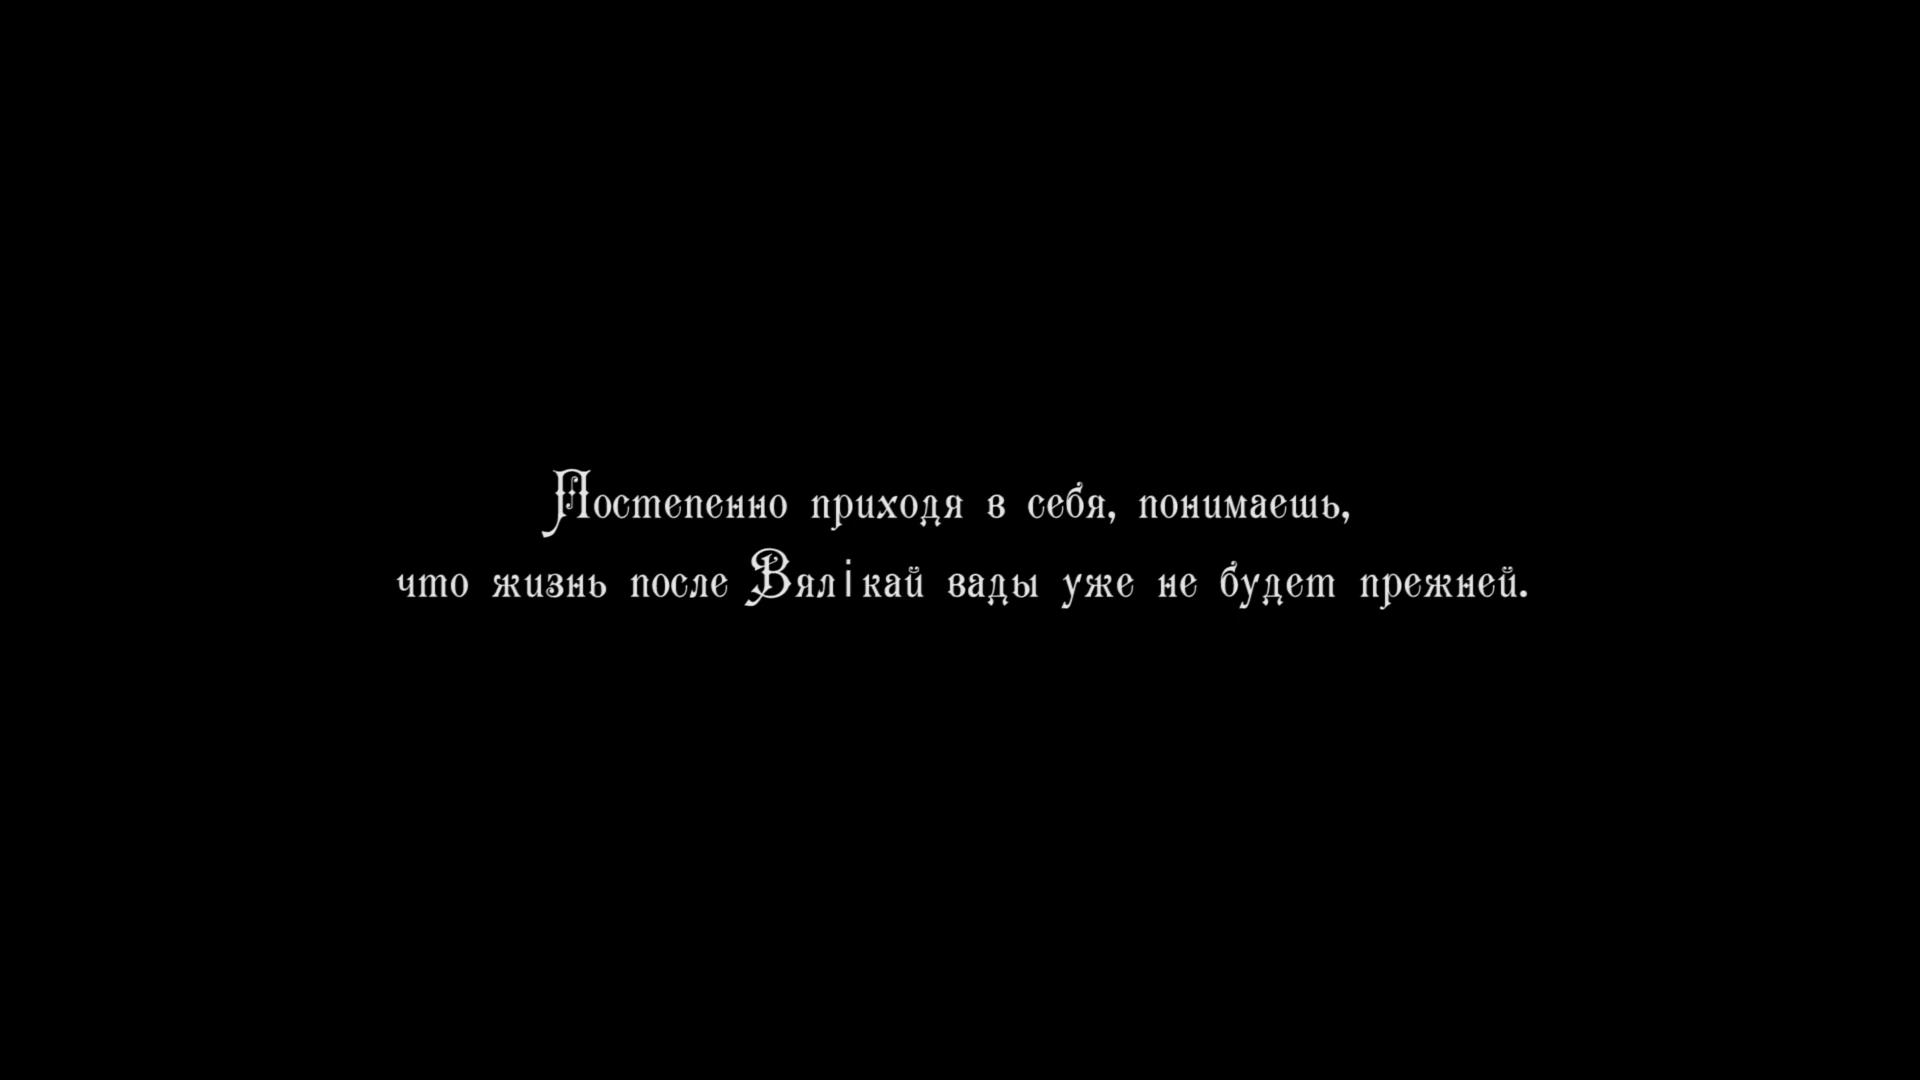 Постепенно приходя в себя, понимаешь,
что жизнь после Вялікай вады уже не будет прежней.